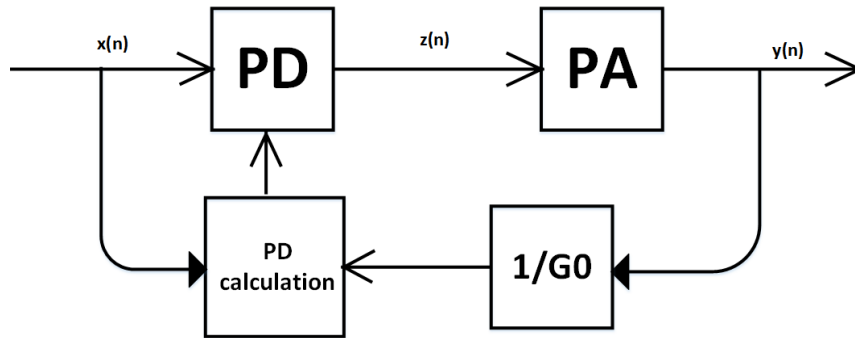 x(n)
z(n)
y(n)
PD
PA
PD
calculation
1/G0